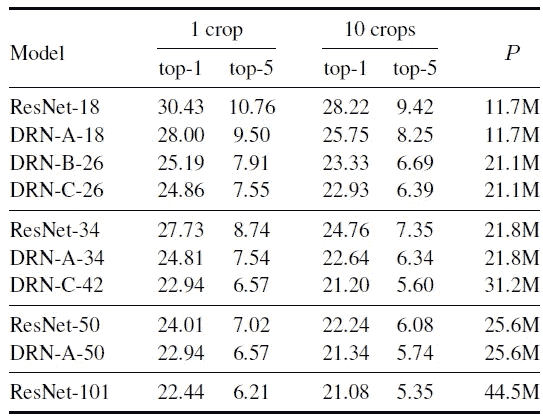 1 crop 10 crops
Model P
top-1 top-5 top-1 top-5
ResNet-18 30.43 10.76 28.22 9.42 11.7M
DRN-A-18 28.00 9.50 25.75 8.25 11.7M
DRN-B-26 25.19 7.91 23.33 6.69 21.1M
DRN-C-26 24.86 7.55 22.93 6.39 21.1M
ResNet-34 27.73 8.74 24.76 7.35 21.8M
DRN-A-34 24.81 7.54 22.64 6.34 21.8M
DRN-C-42 22.94 6.57 21.20 5.60 31.2M
ResNet-50 24.01 7.02 22.24 6.08 25.6M
DRN-A-50 22.94 6.57 21.34 5.74 25.6M
ResNet-101 22.44 6.21 21.08 5.35 44.5M